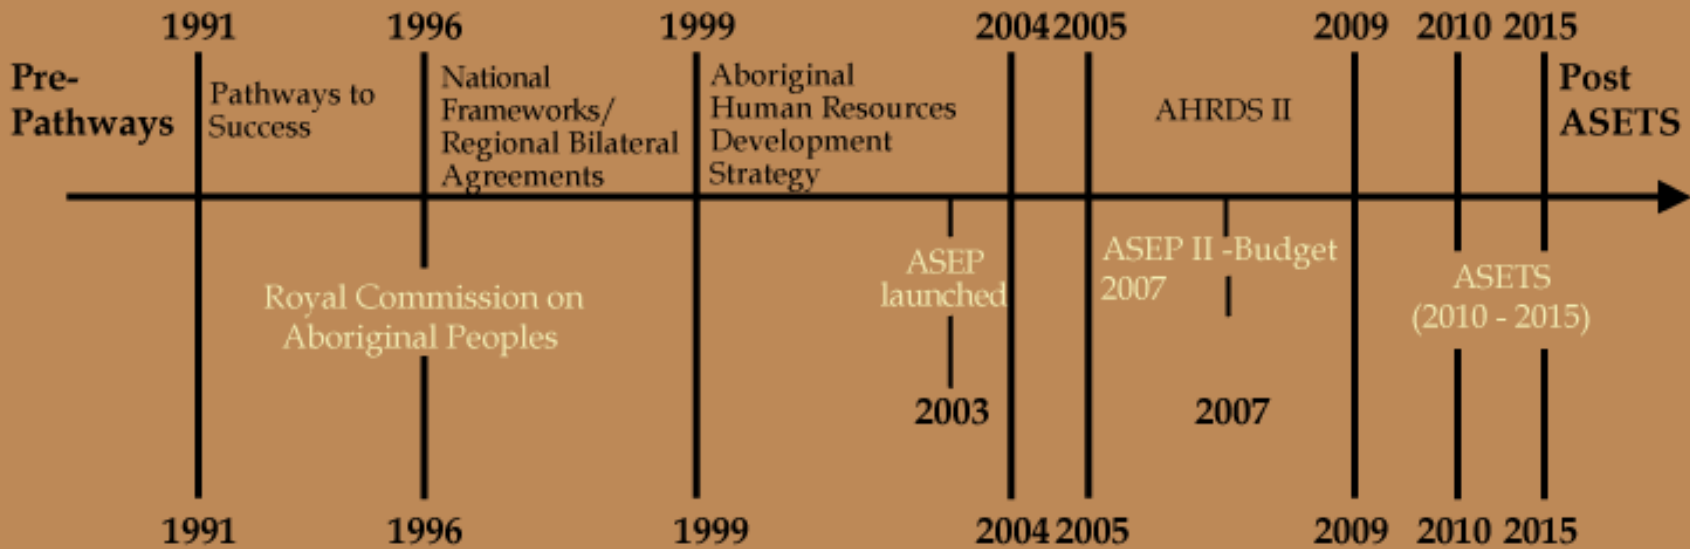 1991 1996 1999 2004 2005 2009 2010 2015
Pre-
Pathways
Pathways to
Success
National
Frameworks/
Regional Bilateral
Agreements
Aboriginal
Human Resources
Development
Strategy
AHRDS II
Post
ASETS
Royal Commission on
Aboriginal Peoples
ASEP
launched
2003
ASEP II -Budget
2007
2007
ASETS
(2010 - 2015)
1991 1996 1999 2004 2005 2009 2010 2015